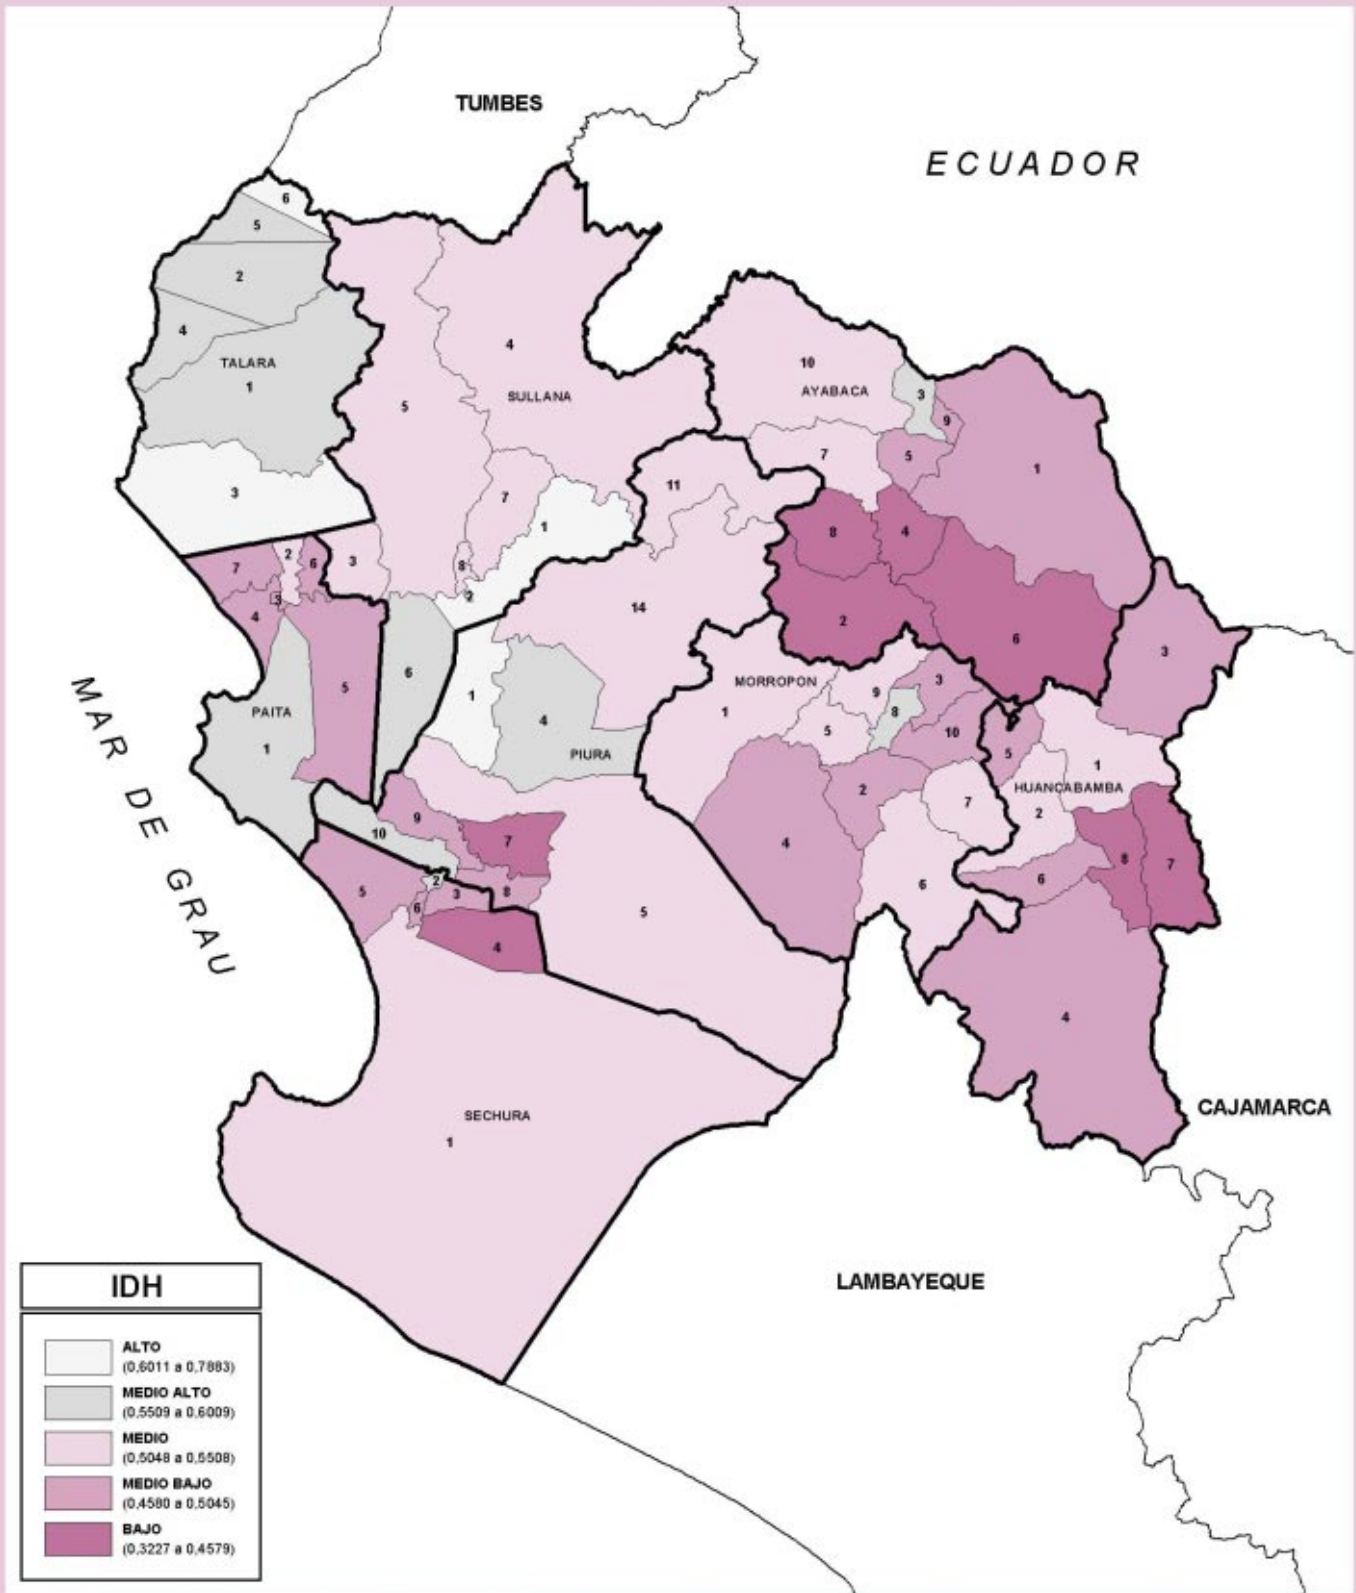 TUMBES
ECUADOR
6
5
2
4
TALARA
1
3
4
SULLANA
5
7
1
8
2
3
6
10
AYABACA
3
9
7
5
1
8
4
2
6
11
14
1
4
PIURA
9
10
7
8
5
7
2
6
3
4
5
PAITA
1
MORROPON
1
9
3
8
5
10
2
7
4
6
3
5
1
HUANCABAMBA
2
8
7
6
4
MAR DE GRAU
5
2
3
6
4
SECHURA
1
CAJAMARCA
LAMBAYEQUE
IDH
ALTO
(0,6011 a 0,7883)
MEDIO ALTO
(0,5509 a 0,6009)
MEDIO
(0,5048 a 0,5508)
MEDIO BAJO
(0,4580 a 0,5045)
BAJO
(0,3227 a 0,4579)